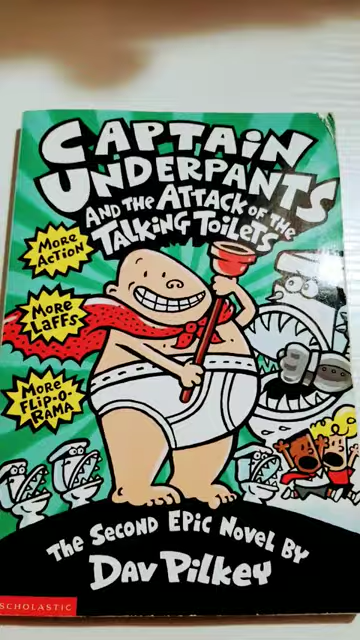 CAPTAIN
UNDERPANTS
AND THE ATTACK OF THE
TALKING TOILETS
MORE
ACTION
MORE
LAFFS
MORE
FLIP-O-
RAMA
THE SECOND EPIC NOVEL BY
DAV PILKEY
SCHOLASTIC